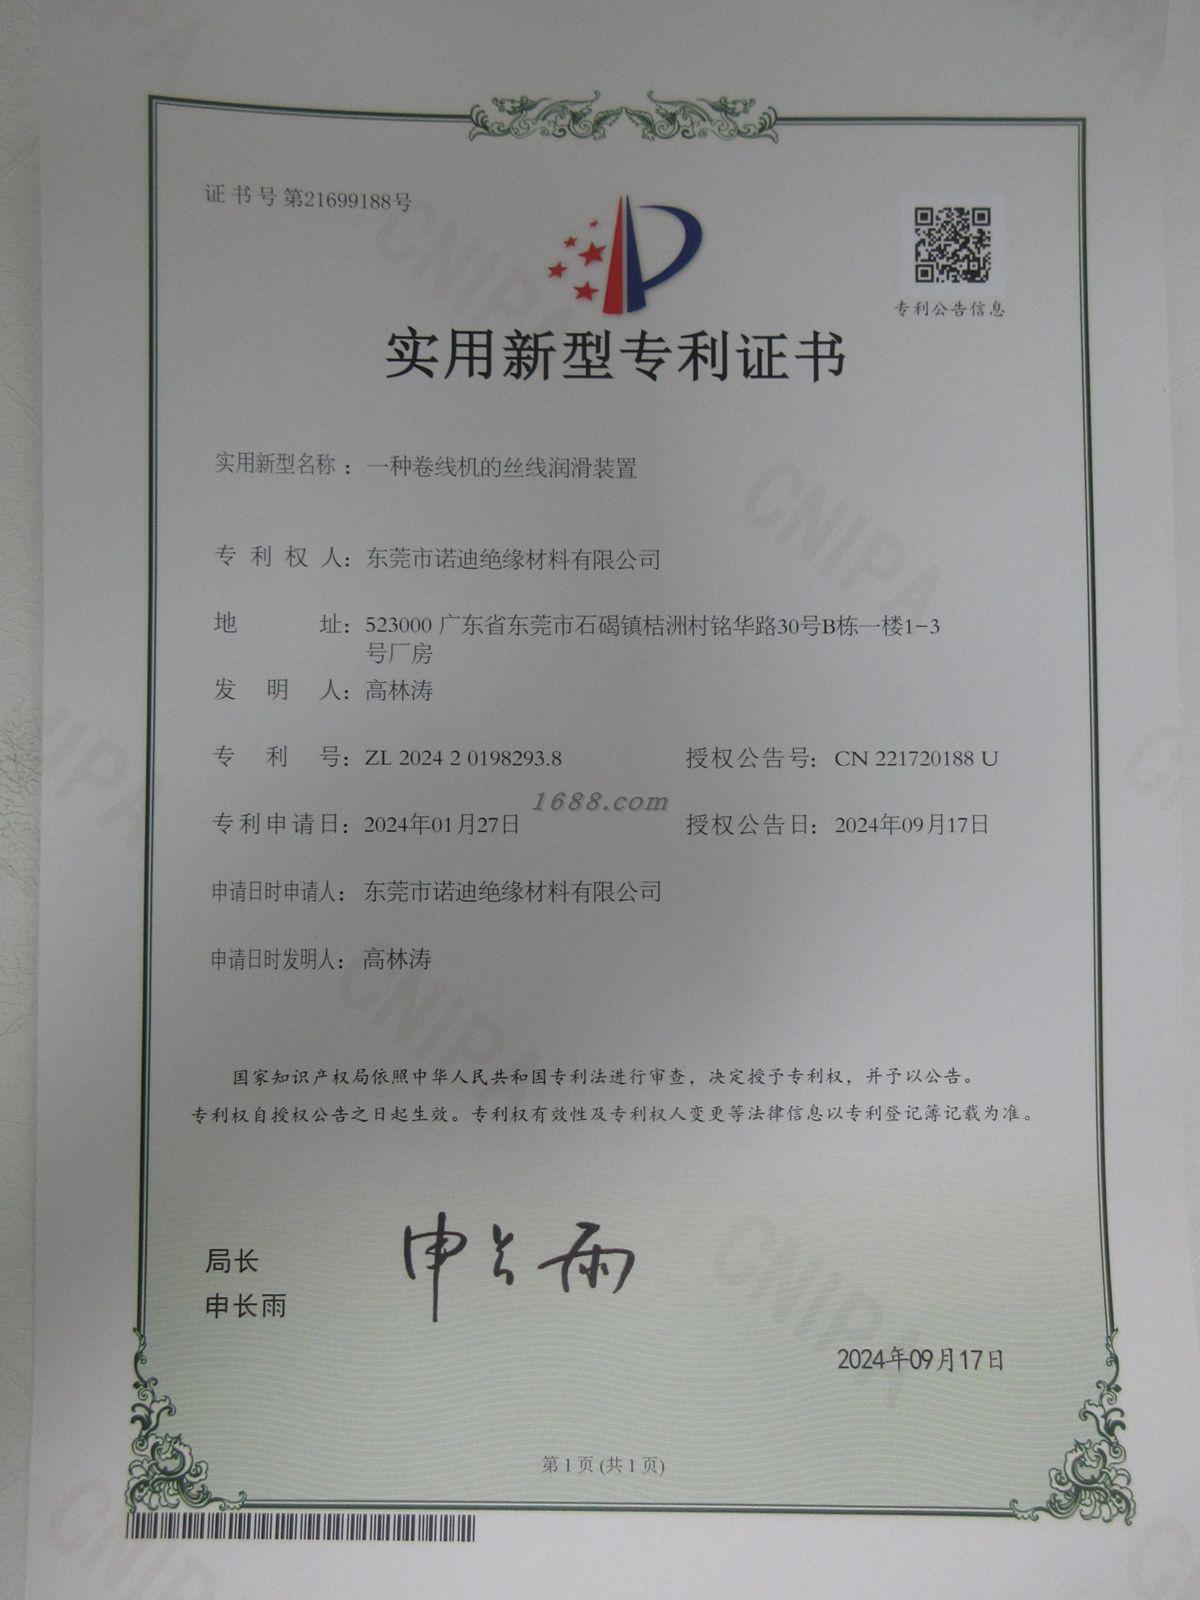 证书号第21699188号
专利公告信息
实用新型专利证书
实用新型名称：一种卷线机的丝线润滑装置
专利权人：东莞市诺迪绝缘材料有限公司
地址：523000 广东省东莞市石碣镇桔洲村铭华路30号B栋一楼1-3
号厂房
发明人：高林涛
专利号：ZL 2024 2 0198293.8 授权公告号：CN 221720188 U
1688.com
专利申请日：2024年01月27日 授权公告日：2024年09月17日
申请日时申请人：东莞市诺迪绝缘材料有限公司
申请日时发明人：高林涛
国家知识产权局依照中华人民共和国专利法进行审查，决定授予专利权，并予以公告。
专利权自授权公告之日起生效。专利权有效性及专利权人变更等法律信息以专利登记簿记载为准。
局长
申长雨
申长雨
2024年09月17日
第1页(共1页)
CNIPA
CNIPA
CNIPA
CNIPA